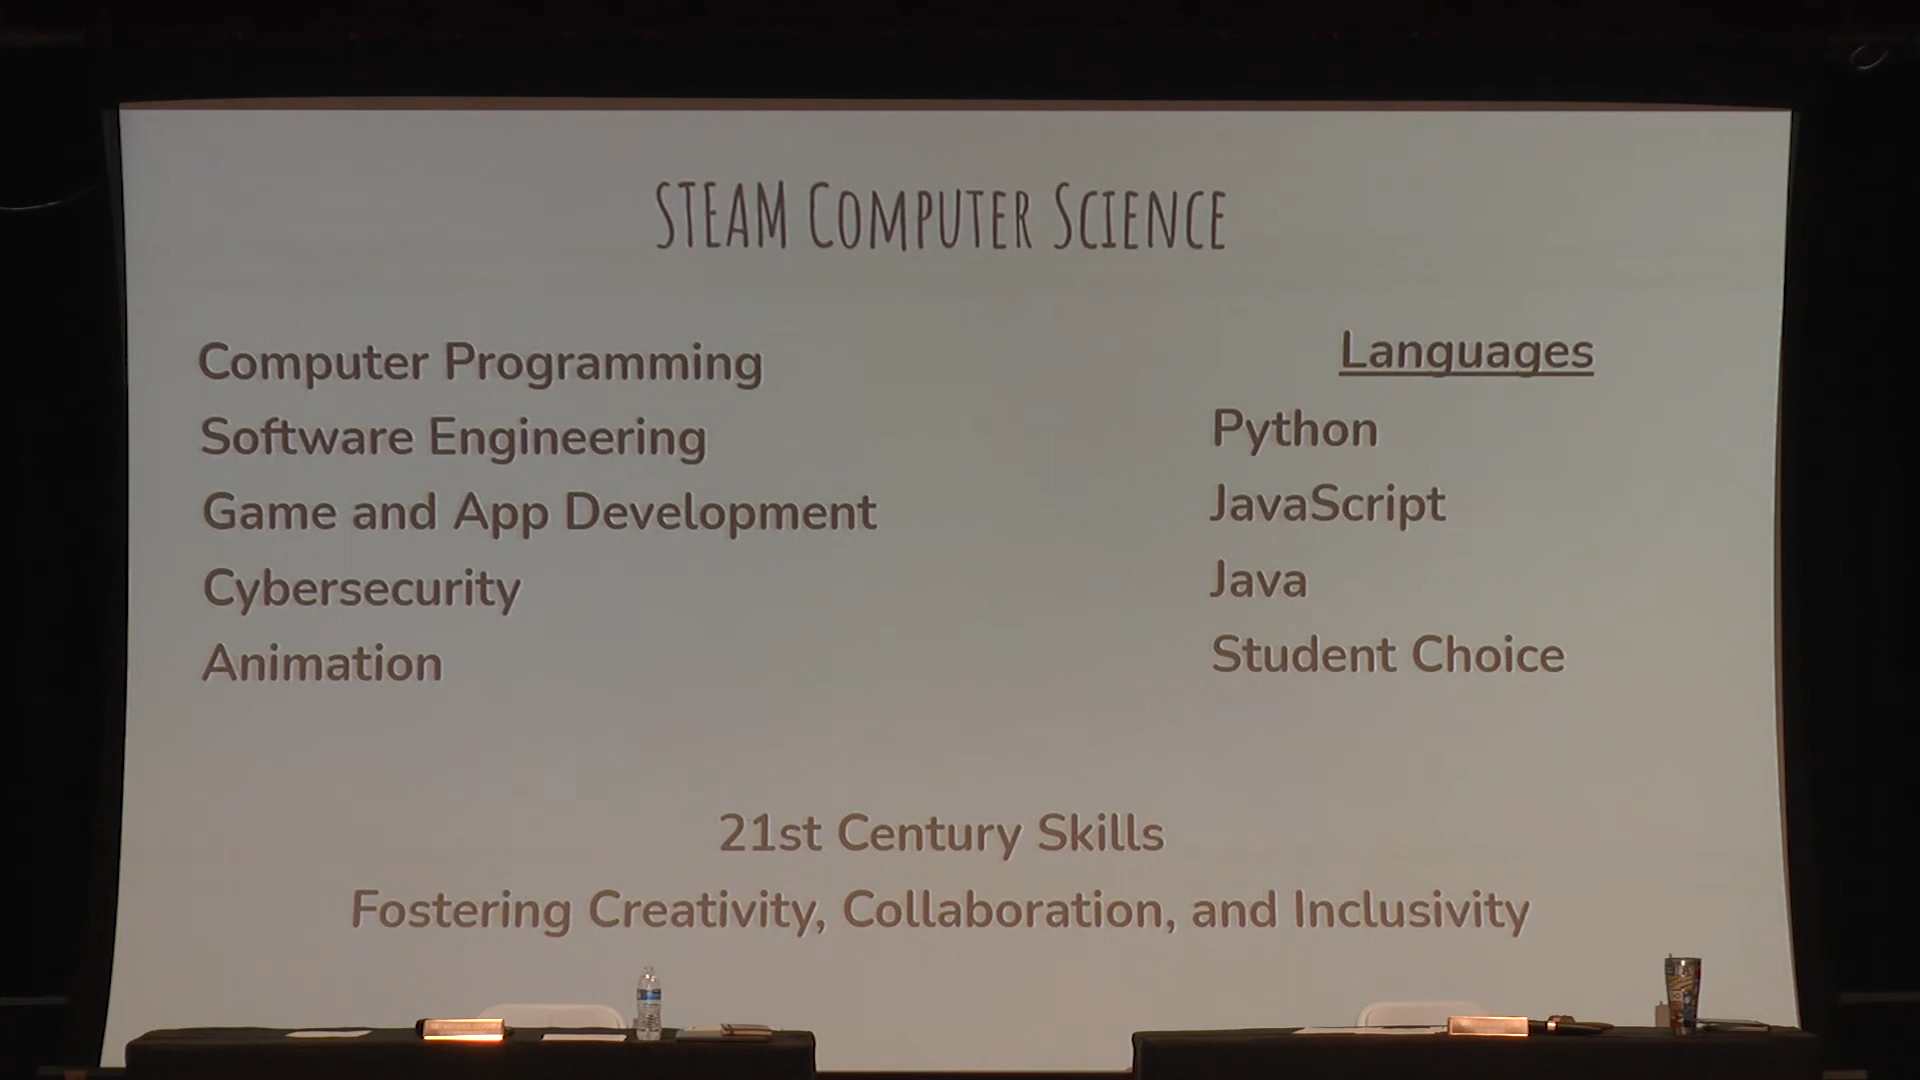 STEAM COMPUTER SCIENCE
Computer Programming
Software Engineering
Game and App Development
Cybersecurity
Animation
Languages
Python
JavaScript
Java
Student Choice
21st Century Skills
Fostering Creativity, Collaboration, and Inclusivity